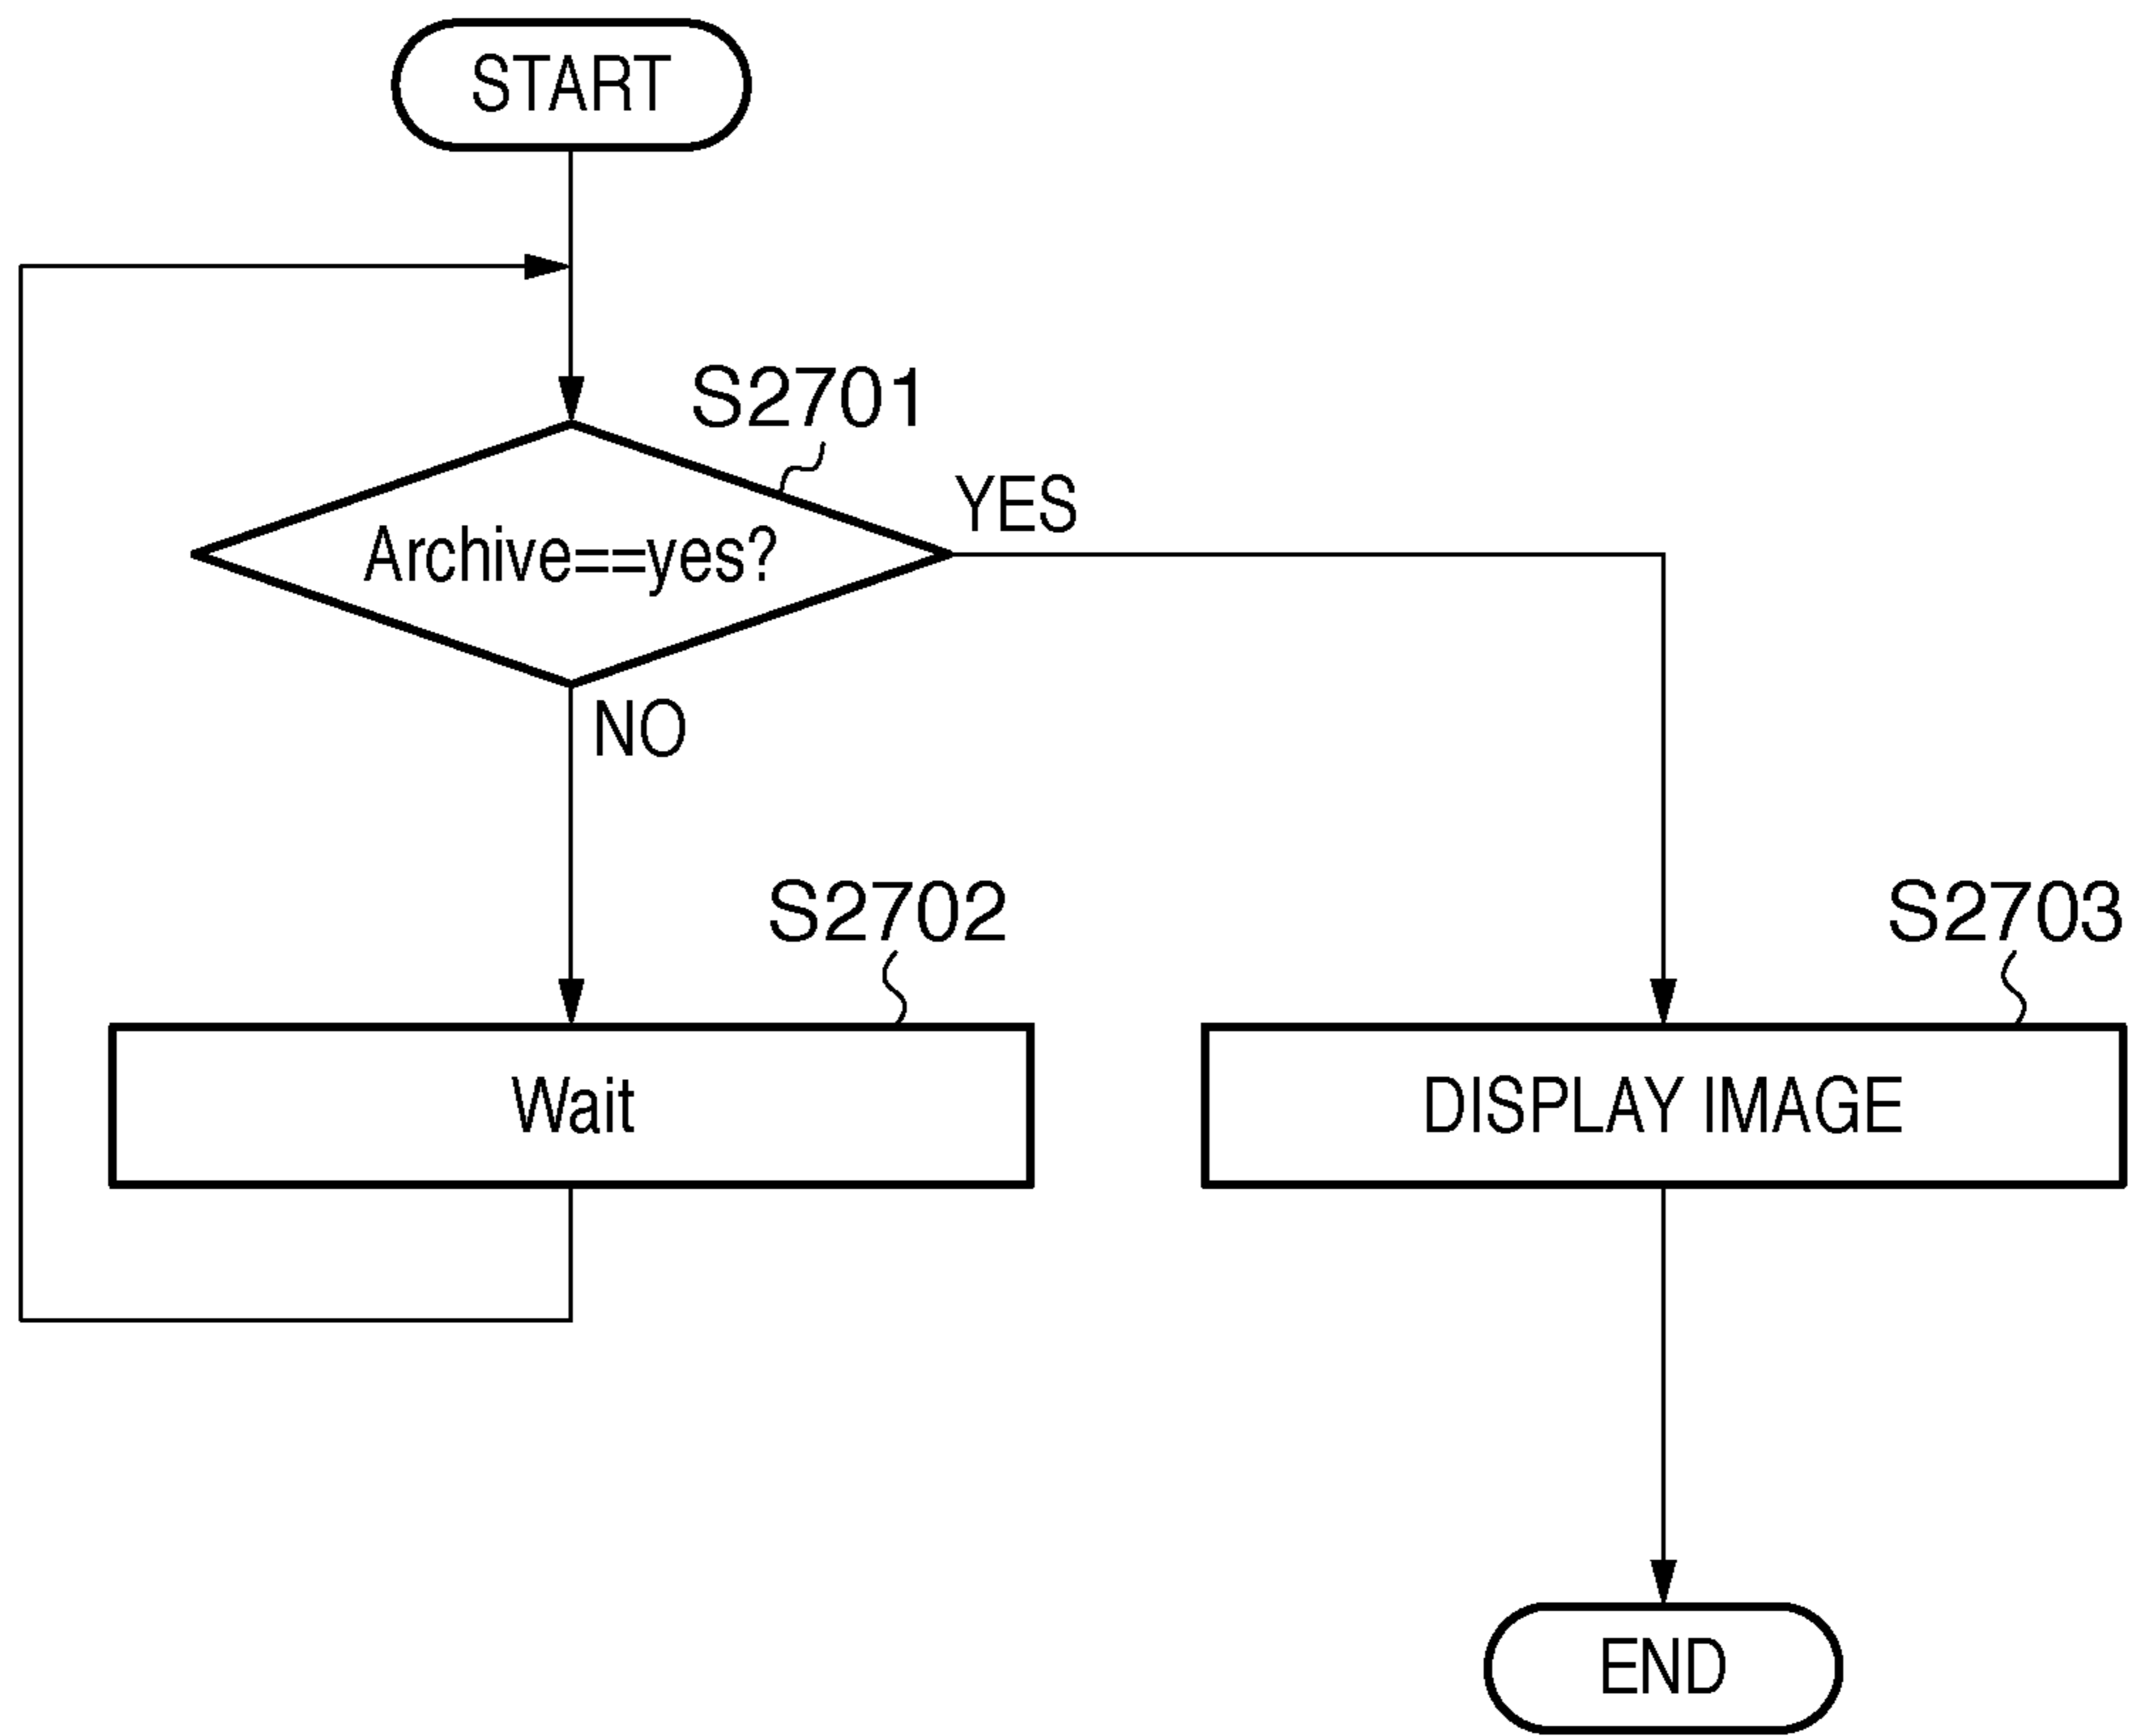 START
S2701
YES
Archive==yes?
NO
S2702
S2703
Wait
DISPLAY IMAGE
END